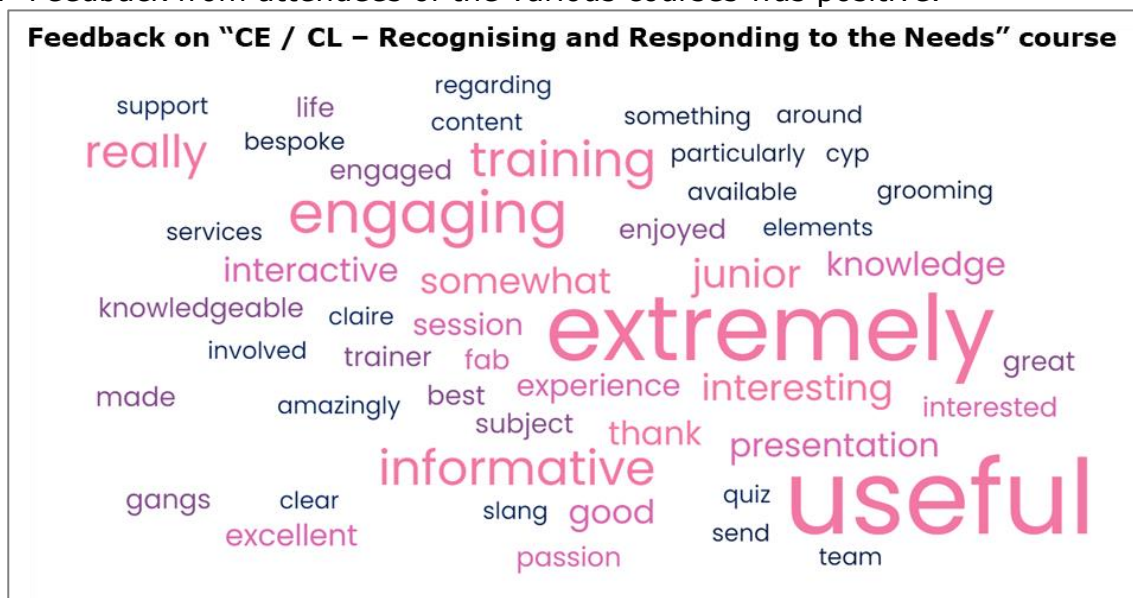 Feedback from attendees of the various courses was positive.
Feedback on “CE / CL – Recognising and Responding to the Needs” course
regarding
support life
content something around
bespoke
really engaged training particularly cyp
available grooming
engaging
services enjoyed elements
interactive somewhat junior knowledge
knowledgeable claire session extremely
involved trainer fab great
made amazingly best experience interesting interested
subject thank presentation
informative
gangs clear slang good quiz useful
excellent send
passion team